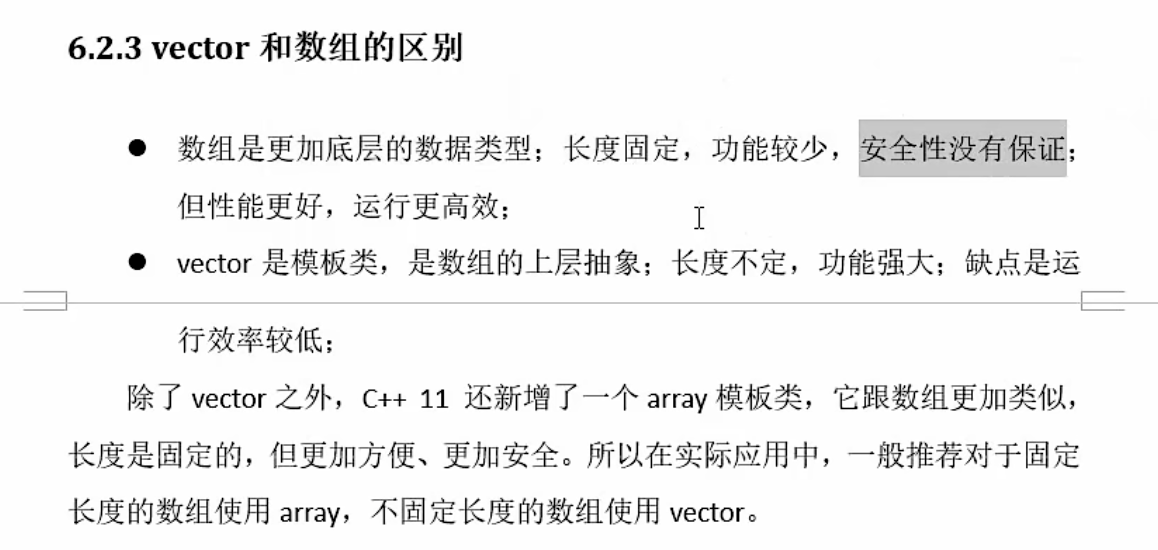 6.2.3 vector 和数组的区别
● 数组是更加底层的数据类型；长度固定，功能较少，安全性没有保证；
但性能更好，运行更高效；
● vector 是模板类，是数组的上层抽象；长度不定，功能强大；缺点是运
行效率较低；
除了 vector 之外，C++ 11 还新增了一个 array 模板类，它跟数组更加类似，
长度是固定的，但更加方便、更加安全。所以在实际应用中，一般推荐对于固定
长度的数组使用 array，不固定长度的数组使用 vector。